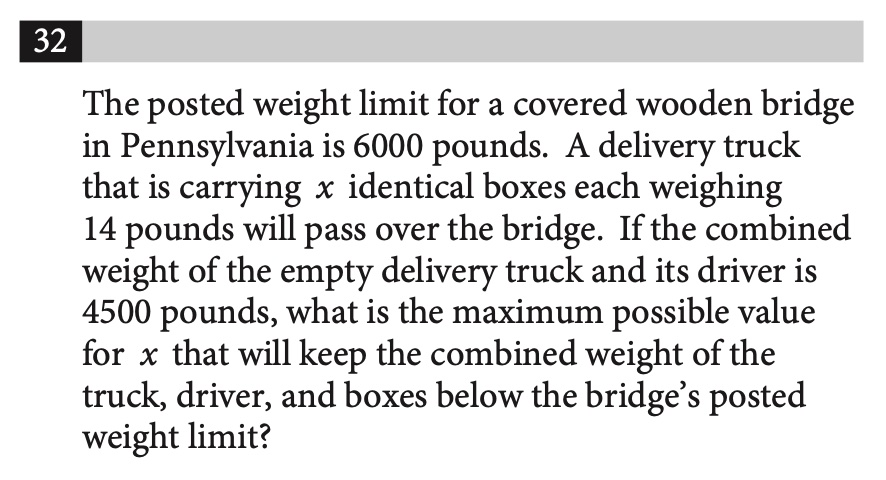 32
The posted weight limit for a covered wooden bridge
in Pennsylvania is 6000 pounds.  A delivery truck
that is carrying x identical boxes each weighing
14 pounds will pass over the bridge.  If the combined
weight of the empty delivery truck and its driver is
4500 pounds, what is the maximum possible value
for x that will keep the combined weight of the
truck, driver, and boxes below the bridge’s posted
weight limit?